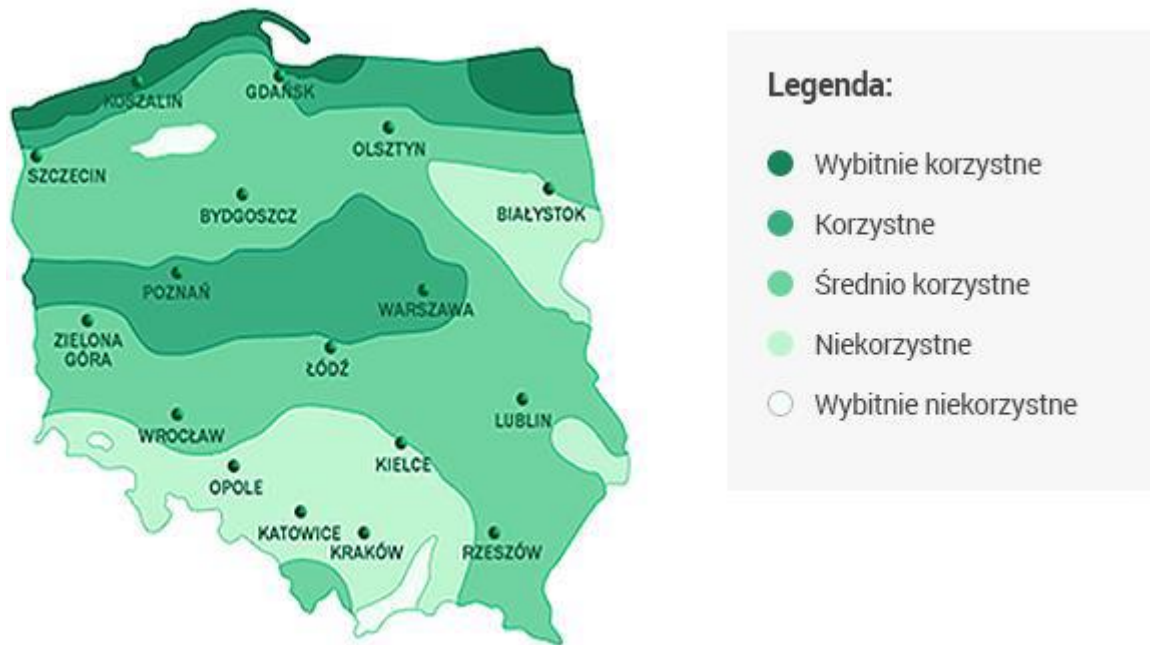 KOSZALIN
GDAŃSK
OLSZTYN
SZCZECIN
BYDGOSZCZ
BIAŁYSTOK
POZNAŃ
WARSZAWA
ZIELONA
GÓRA
ŁÓDŹ
LUBLIN
WROCŁAW
KIELCE
OPOLE
KATOWICE
KRAKÓW
RZESZÓW
Legenda:
Wybitnie korzystne
Korzystne
Średnio korzystne
Niekorzystne
Wybitnie niekorzystne